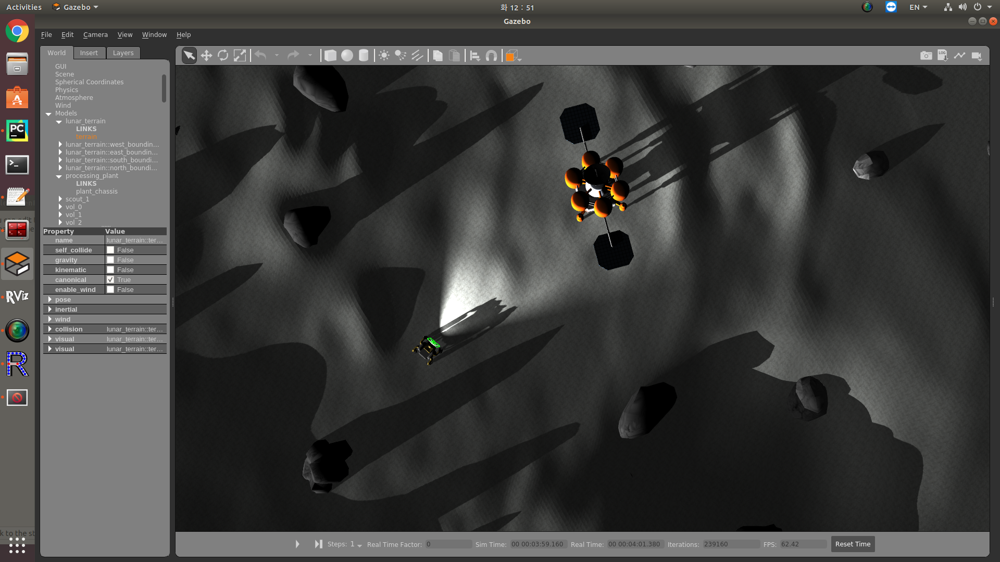 Activities
Gazebo
화 12 : 51
EN
Gazebo
File Edit Camera View Window Help
World Insert Layers
GUI
Scene
Spherical Coordinates
Physics
Atmosphere
Wind
Models
lunar_terrain
LINKS
terrain
lunar_terrain::west_boundin...
lunar_terrain::east_boundin...
lunar_terrain::south_boundi...
lunar_terrain::north_boundi...
processing_plant
LINKS
plant_chassis
scout_1
vol_0
vol_1
vol_2
Property Value
name lunar_terrain::ter...
self_collide False
gravity False
kinematic False
canonical True
enable_wind False
pose
inertial
wind
collision lunar_terrain::ter...
visual lunar_terrain::ter...
visual lunar_terrain::ter...
LOG
PC
RViz
R
k to the st
Steps: 1 Real Time Factor: 0 Sim Time: 00 00:03:59.160 Real Time: 00 00:04:01.380 Iterations: 239160 FPS: 62.42 Reset Time